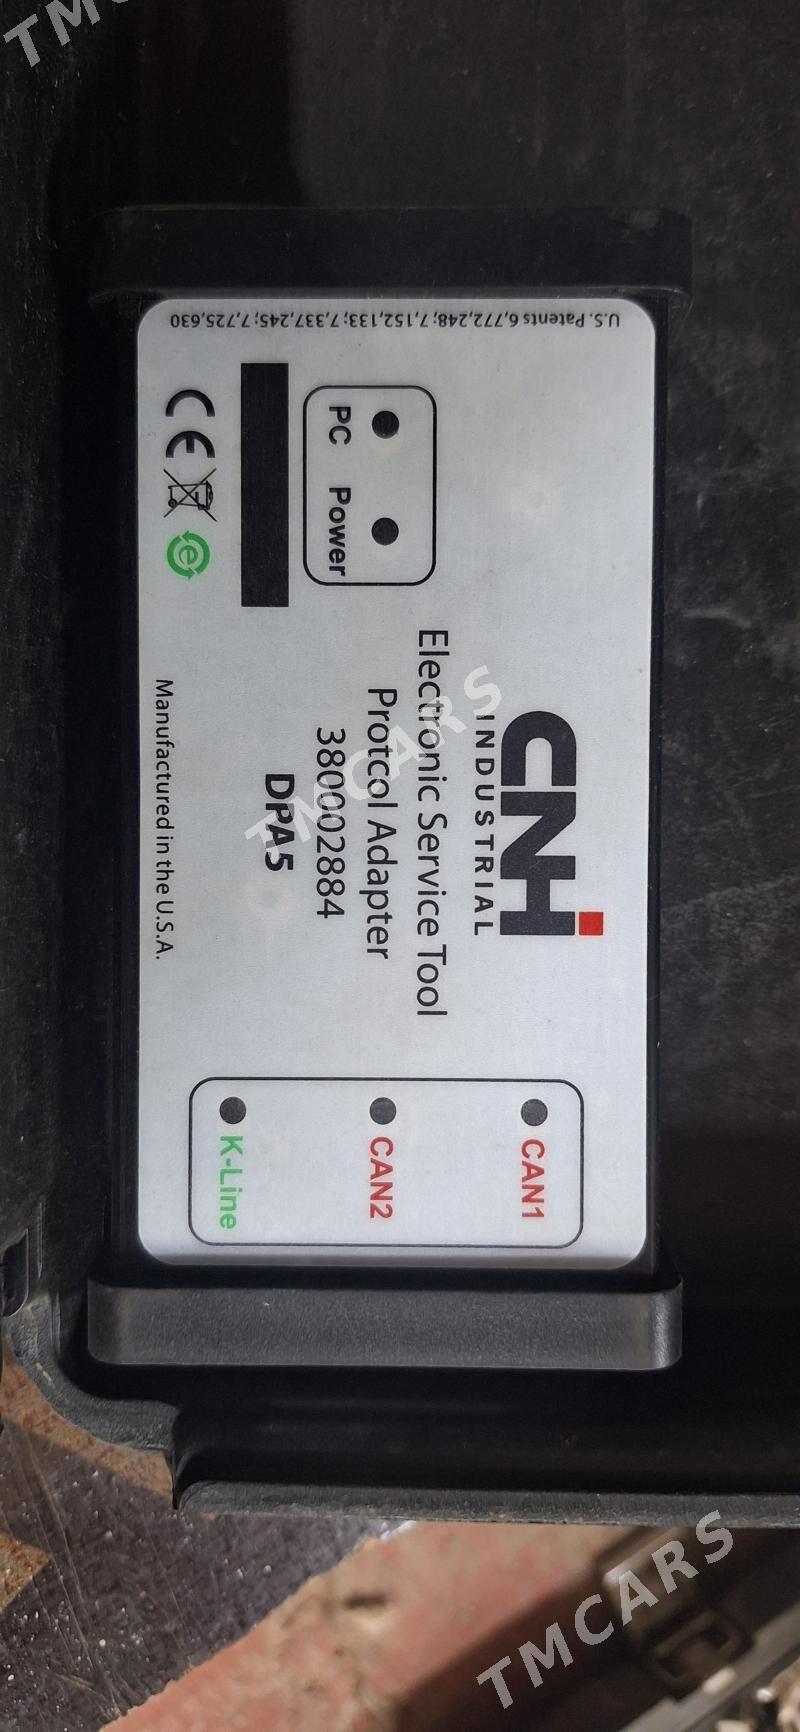 U.S. Patents 6,772,248; 7,152,133; 7,337,245; 7,725,630
PC
Power
CE
CNH
INDUSTRIAL
Electronic Service Tool
Protcol Adapter
380002884
DPA5
Manufactured in the U.S.A.
CAN1
CAN2
K-Line
TMCARS
TMCARS